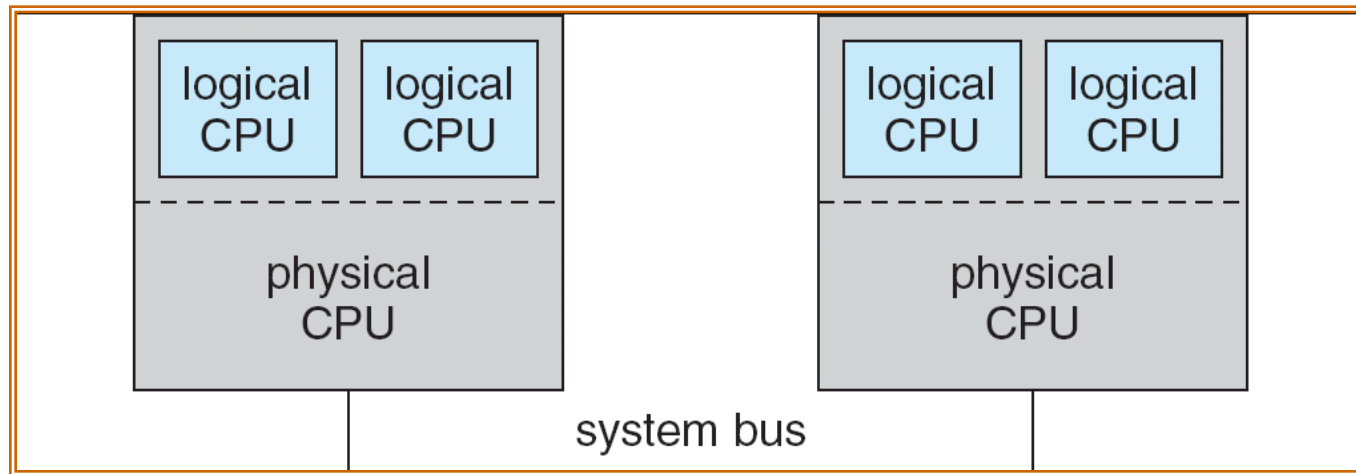 logical
CPU
logical
CPU
physical
CPU
logical
CPU
logical
CPU
physical
CPU
system bus